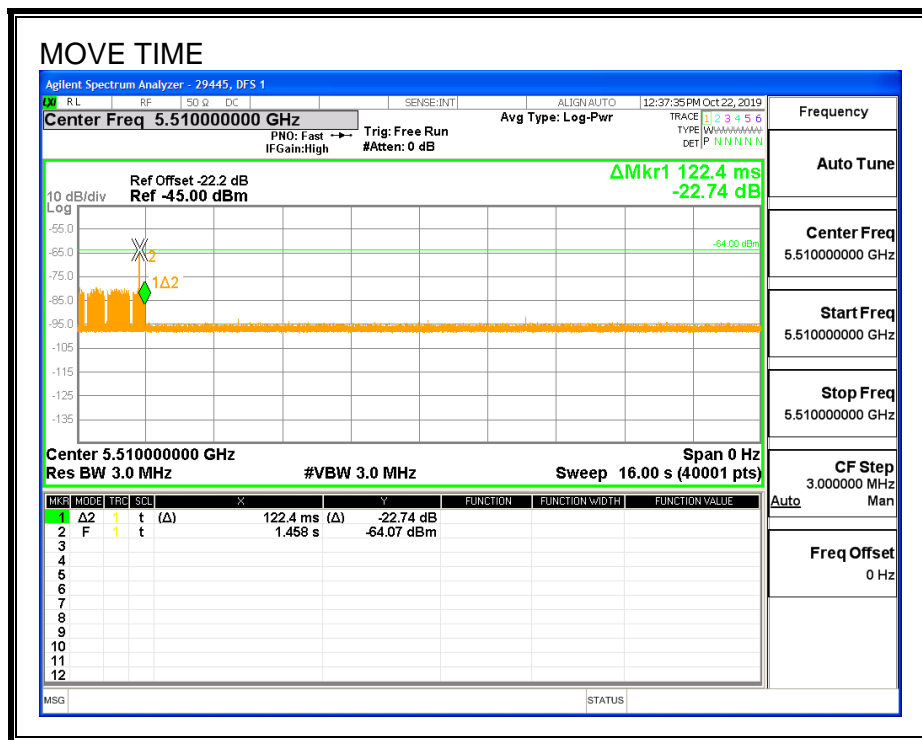 MOVE TIME
Agilent Spectrum Analyzer - 29445, DFS 1
LXI RL RF 50 Ω DC SENSE:INT ALIGN AUTO 12:37:35 PM Oct 22, 2019
Center Freq 5.510000000 GHz
PNO: Fast
IFGain:High
Trig: Free Run
#Atten: 0 dB
Avg Type: Log-Pwr
TRACE 1 2 3 4 5 6
TYPE WWWWWW
DET P N N N N N
Ref Offset -22.2 dB
10 dB/div Ref -45.00 dBm
Log
ΔMkr1 122.4 ms
-22.74 dB
-55.0
-65.0
-75.0
-85.0
-95.0
-105
-115
-125
-135
-64.00 dBm
2
1Δ2
Center 5.510000000 GHz Span 0 Hz
Res BW 3.0 MHz #VBW 3.0 MHz Sweep 16.00 s (40001 pts)
MKR MODE TRC SCL X Y FUNCTION FUNCTION WIDTH FUNCTION VALUE
1 Δ2 1 t (Δ) 122.4 ms (Δ) -22.74 dB
2 F 1 t 1.458 s -64.07 dBm
3
4
5
6
7
8
9
10
11
12
MSG STATUS
Frequency
Auto Tune
Center Freq
5.510000000 GHz
Start Freq
5.510000000 GHz
Stop Freq
5.510000000 GHz
CF Step
3.000000 MHz
Auto Man
Freq Offset
0 Hz